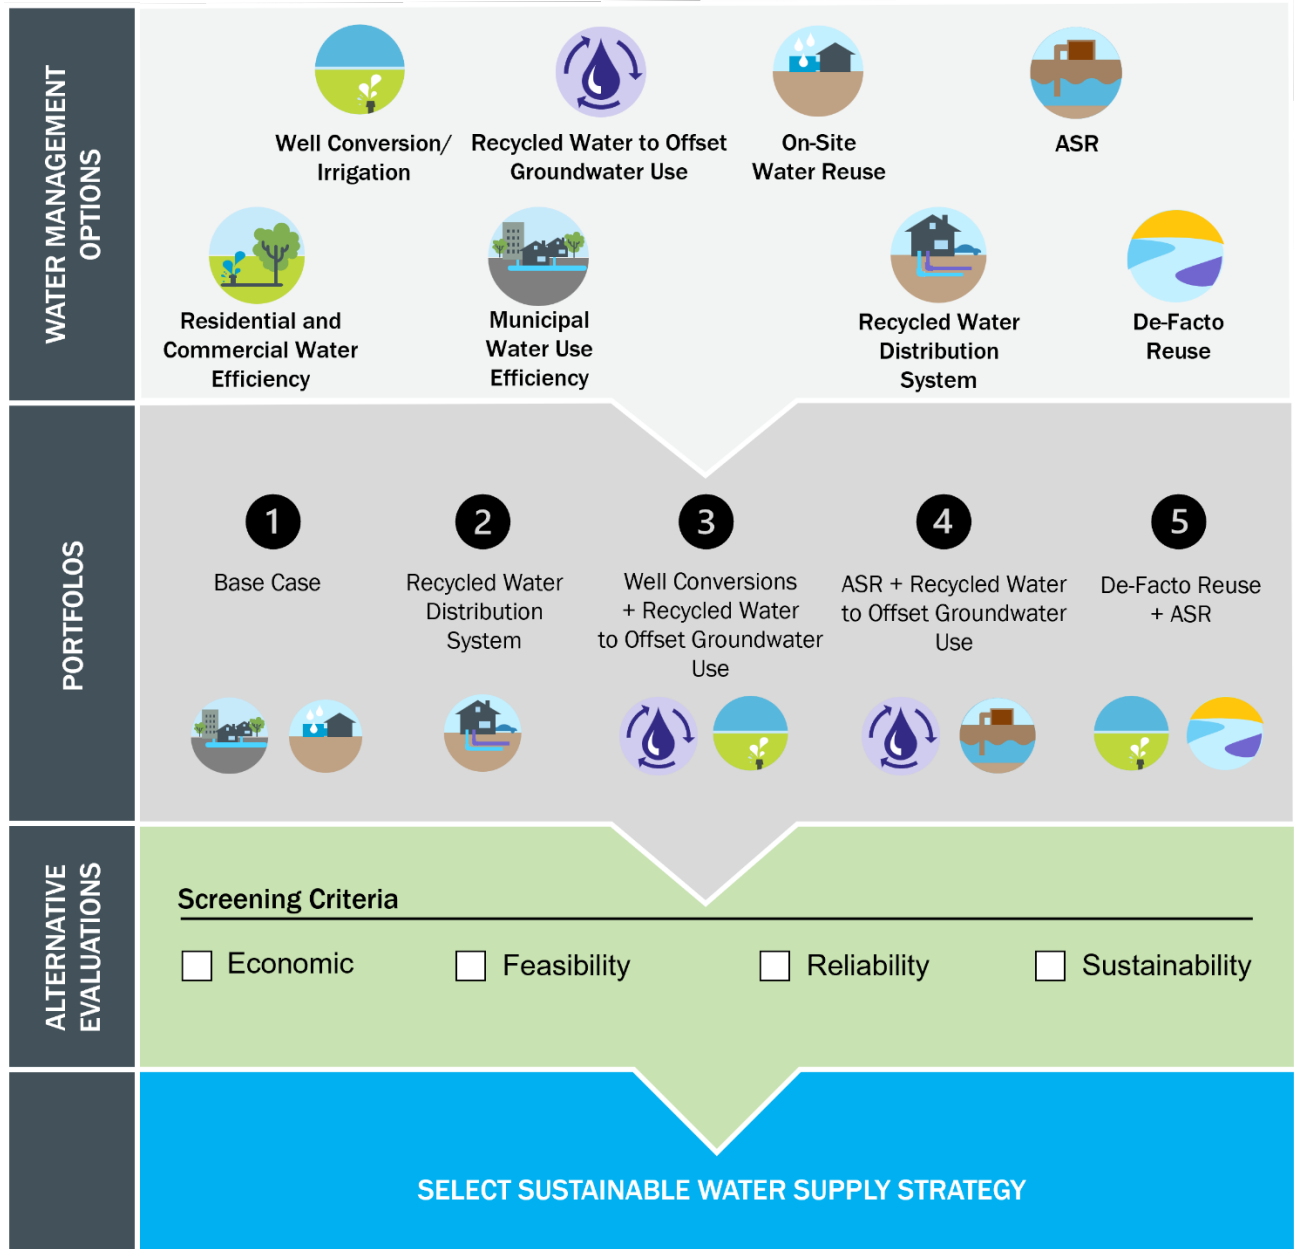 WATER MANAGEMENT
OPTIONS
Well Conversion/
Irrigation
Recycled Water to Offset
Groundwater Use
On-Site
Water Reuse
ASR
Residential and
Commercial Water
Efficiency
Municipal
Water Use
Efficiency
Recycled Water
Distribution
System
De-Facto
Reuse
PORTFOLOS
1
Base Case
2
Recycled Water
Distribution
System
3
Well Conversions
+ Recycled Water
to Offset Groundwater
Use
4
ASR + Recycled Water
to Offset Groundwater
Use
5
De-Facto Reuse
+ ASR
ALTERNATIVE
EVALUATIONS
Screening Criteria
Economic
Feasibility
Reliability
Sustainability
SELECT SUSTAINABLE WATER SUPPLY STRATEGY